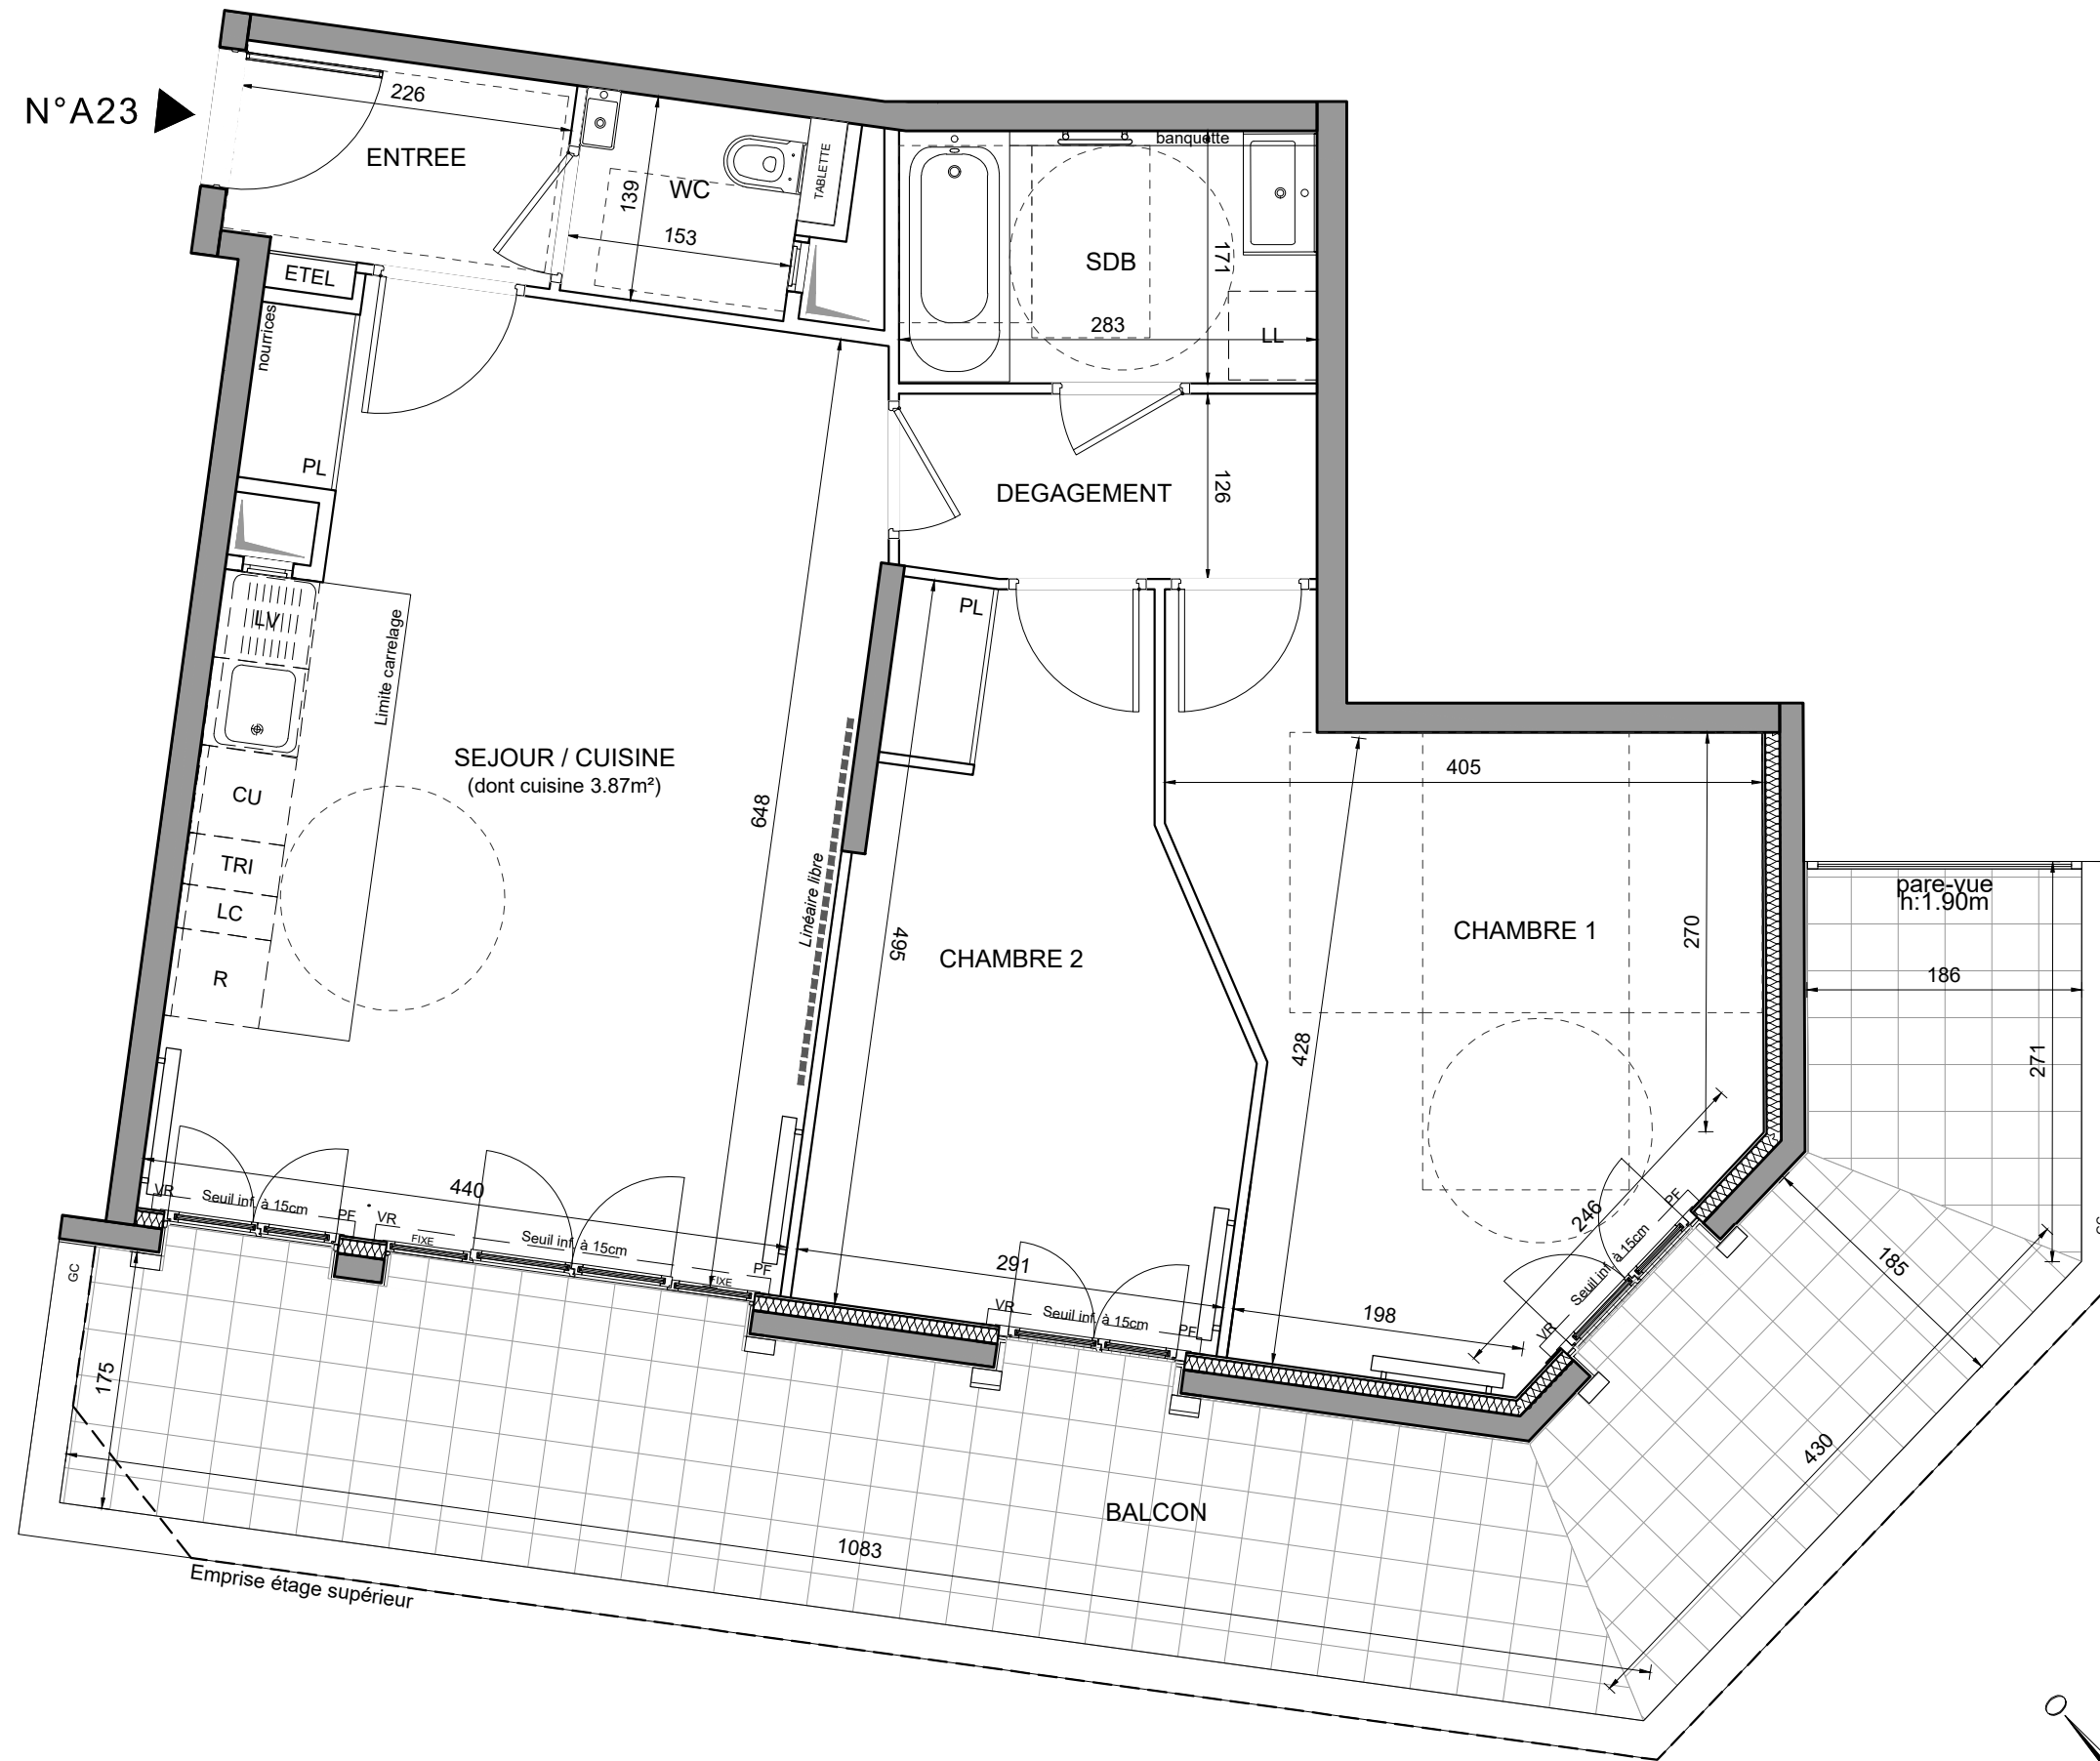 N°A23
226
ENTREE
139
WC
153
TABLETTE
banquette
SDB
171
283
LL
ETEL
nourrices
PL
DEGAGEMENT
126
PL
LV
Limite carrelage
SEJOUR / CUISINE
(dont cuisine 3.87m²)
648
CU
TRI
LC
R
Linéaire libre
495
CHAMBRE 2
405
CHAMBRE 1
270
428
pare-vue
h:1.90m
186
271
VR
Seuil inf. à 15cm
PF
440
VR
FIXE
Seuil inf. à 15cm
FIXE
PF
291
VR
Seuil inf. à 15cm
PF
198
246
VR
Seuil inf. à 15cm
PF
185
430
GC
175
BALCON
1083
Emprise étage supérieur